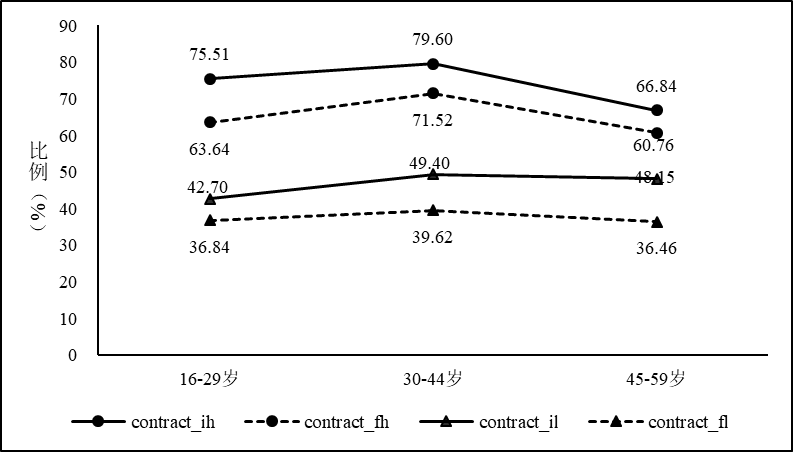 90
80
70
60
50
40
30
20
10
0
比例（%）
75.51
79.60
66.84
63.64
71.52
60.76
42.70
49.40
48.15
36.84
39.62
36.46
16-29岁
30-44岁
45-59岁
contract_ih
contract_fh
contract_il
contract_fl